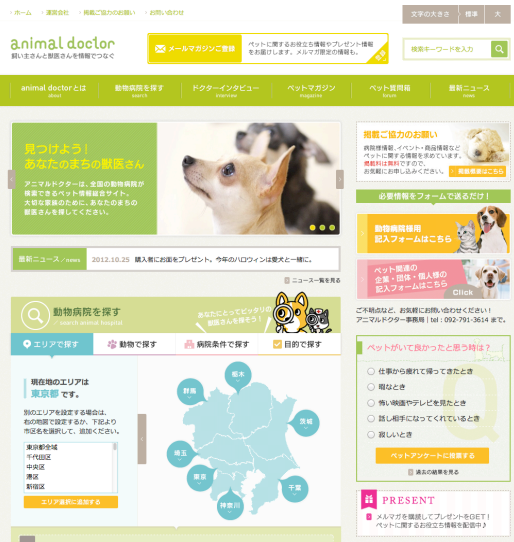 ホーム
運営会社
掲載ご協力のお願い
お問い合わせ
文字の大きさ
標準
大
animal doctor
飼い主さんと獣医さんを情報でつなぐ
メールマガジンご登録
ペットに関するお役立ち情報やプレゼント情報
をお届けします。メルマガ限定の情報も。
検索キーワードを入力
animal doctorとは
about
動物病院を探す
search
ドクターインタビュー
interview
ペットマガジン
magazine
ペット質問箱
forum
最新ニュース
news
見つけよう!
あなたのまちの獣医さん
アニマルドクターは、全国の動物病院が
検索できるペット情報総合サイト。
大切な家族のために、あなたのまちの
獣医さんを探してください。
掲載ご協力のお願い
病院様情報、イベント・商品情報など
ペットに関する情報を求めています。
掲載料は無料ですので、
お気軽にお申し込みください。
必要情報をフォームで送るだけ!
動物病院様用
記入フォームはこちら
ペット関連の
企業・団体・個人様の
記入フォームはこちら
Click
最新ニュース/news
2012.10.25 購入者にお面をプレゼント。今年のハロウィンは愛犬と一緒に。
ニュース一覧を見る
ご不明点など、お気軽にお問い合わせください!
アニマルドクター事務局 | tel : 092-791-3614 まで。
動物病院を探す
/ search animal hospital
あなたにとってピッタリの
獣医さんを探そう!
エリアで探す
動物で探す
病院条件で探す
目的で探す
現在地のエリアは
東京都 です。
別のエリアを設定する場合は、
右の地図で設定するか、下記より
市区名を選択して、追加ください。
東京都全域
千代田区
中央区
港区
新宿区
エリア選択に追加する
栃木
群馬
茨城
埼玉
東京
千葉
神奈川
ペットがいて良かったと思う時は?
仕事から疲れて帰ってきたとき
暇なとき
怖い映画やテレビを見たとき
話し相手になってくれているとき
寂しいとき
ペットアンケートに投票する
過去の結果を見る
PRESENT
メルマガを購読してプレゼントをGET!
ペットに関するお役立ち情報を配信中♪